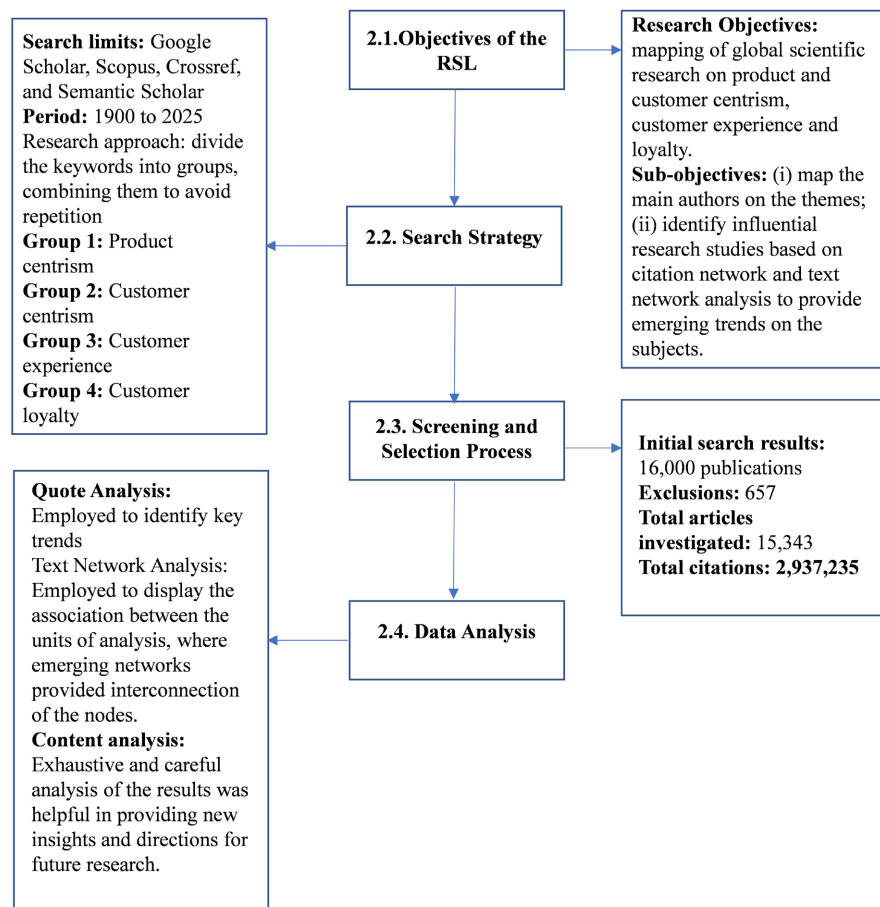 2.1.Objectives of the
RSL
Research Objectives:
mapping of global scientific
research on product and
customer centrism,
customer experience and
loyalty.
Sub-objectives: (i) map the
main authors on the themes;
(ii) identify influential
research studies based on
citation network and text
network analysis to provide
emerging trends on the
subjects.
2.2. Search Strategy
Search limits: Google
Scholar, Scopus, Crossref,
and Semantic Scholar
Period: 1900 to 2025
Research approach: divide
the keywords into groups,
combining them to avoid
repetition
Group 1: Product
centrism
Group 2: Customer
centrism
Group 3: Customer
experience
Group 4: Customer
loyalty
2.3. Screening and
Selection Process
Initial search results:
16,000 publications
Exclusions: 657
Total articles
investigated: 15,343
Total citations: 2,937,235
2.4. Data Analysis
Quote Analysis:
Employed to identify key
trends
Text Network Analysis:
Employed to display the
association between the
units of analysis, where
emerging networks
provided interconnection
of the nodes.
Content analysis:
Exhaustive and careful
analysis of the results was
helpful in providing new
insights and directions for
future research.